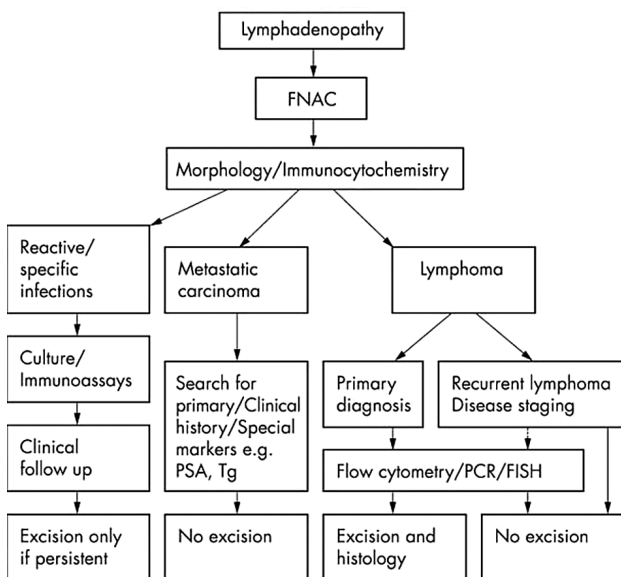 Lymphadenopathy
FNAC
Morphology/Immunocytochemistry
Reactive/
specific
infections
Metastatic
carcinoma
Lymphoma
Culture/
Immunoassays
Search for
primary/Clinical
history/Special
markers e.g.
PSA, Tg
Primary
diagnosis
Recurrent lymphoma
Disease staging
Clinical
follow up
Flow cytometry/PCR/FISH
Excision only
if persistent
No excision
Excision and
histology
No excision